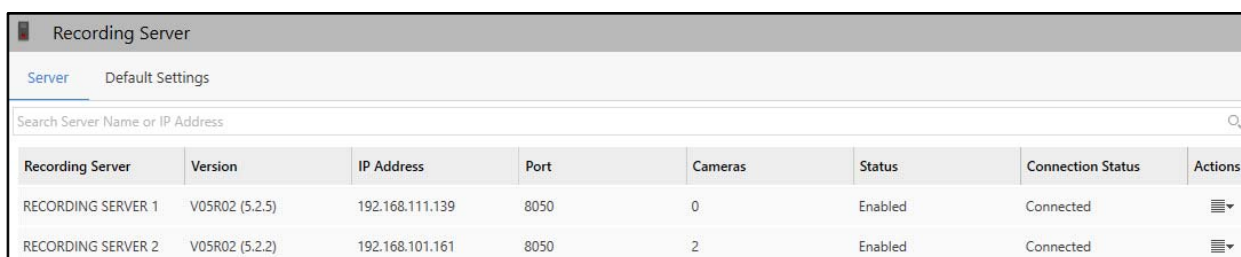 Recording Server
Server Default Settings
Search Server Name or IP Address
Recording Server Version IP Address Port Cameras Status Connection Status Actions
RECORDING SERVER 1 V05R02 (5.2.5) 192.168.111.139 8050 0 Enabled Connected
RECORDING SERVER 2 V05R02 (5.2.2) 192.168.101.161 8050 2 Enabled Connected